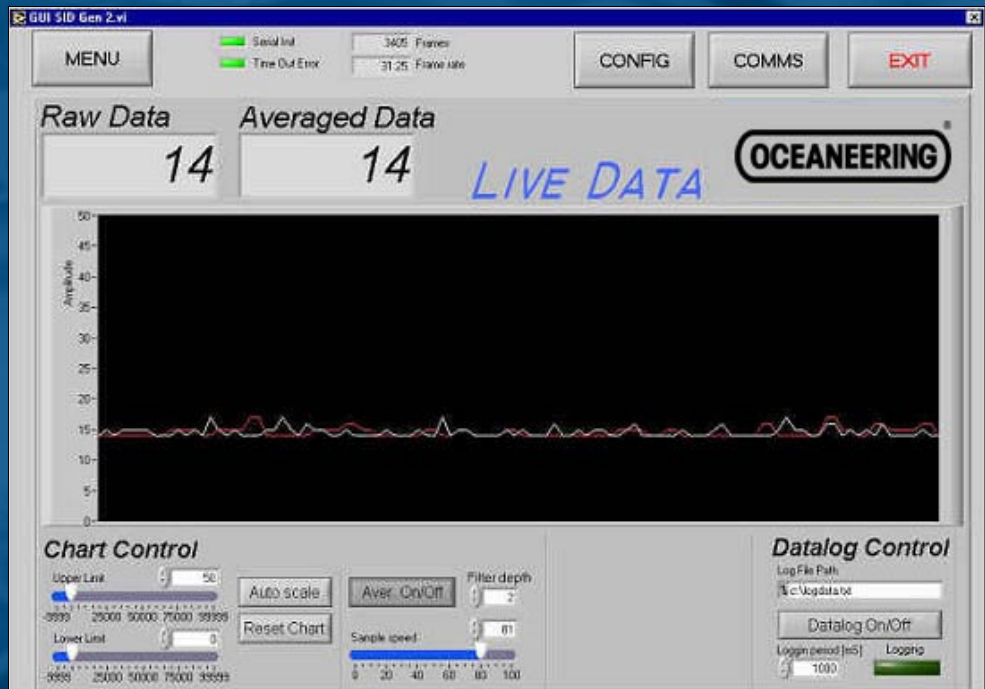 GUI SID Gen 2.vi
MENU
Serial Init
Time Out Error
3405 Frames
31.25 Frame rate
CONFIG
COMMS
EXIT
Raw Data
14
Averaged Data
14
LIVE DATA
OCEANEERING
®
Amplitude
50
45
40
35
30
25
20
15
10
5
0
Chart Control
Upper Limit
50
-9999 25000 50000 75000 99999
Lower Limit
0
-9999 25000 50000 75000 99999
Auto scale
Reset Chart
Aver. On/Off
Filter depth
2
Sample speed
81
0 20 40 60 80 100
Datalog Control
Log File Path
c:\logdata.txt
Datalog On/Off
Loggin period [mS]
1000
Logging